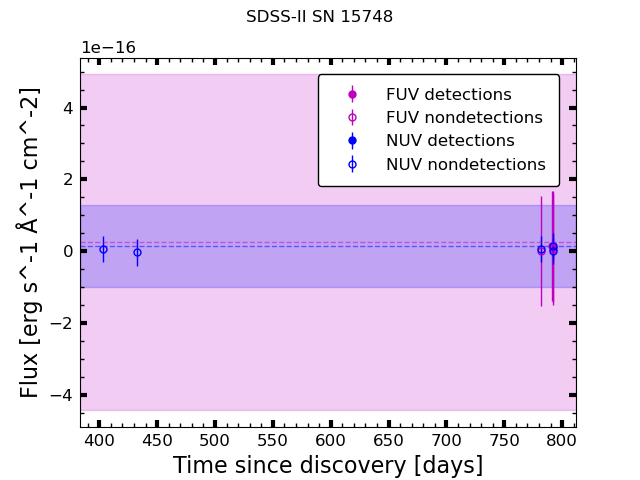 SDSS-II SN 15748
1e−16
FUV detections
FUV nondetections
NUV detections
NUV nondetections
4
2
0
−2
−4
Flux [erg s^-1 Å^-1 cm^-2]
400 450 500 550 600 650 700 750 800
Time since discovery [days]